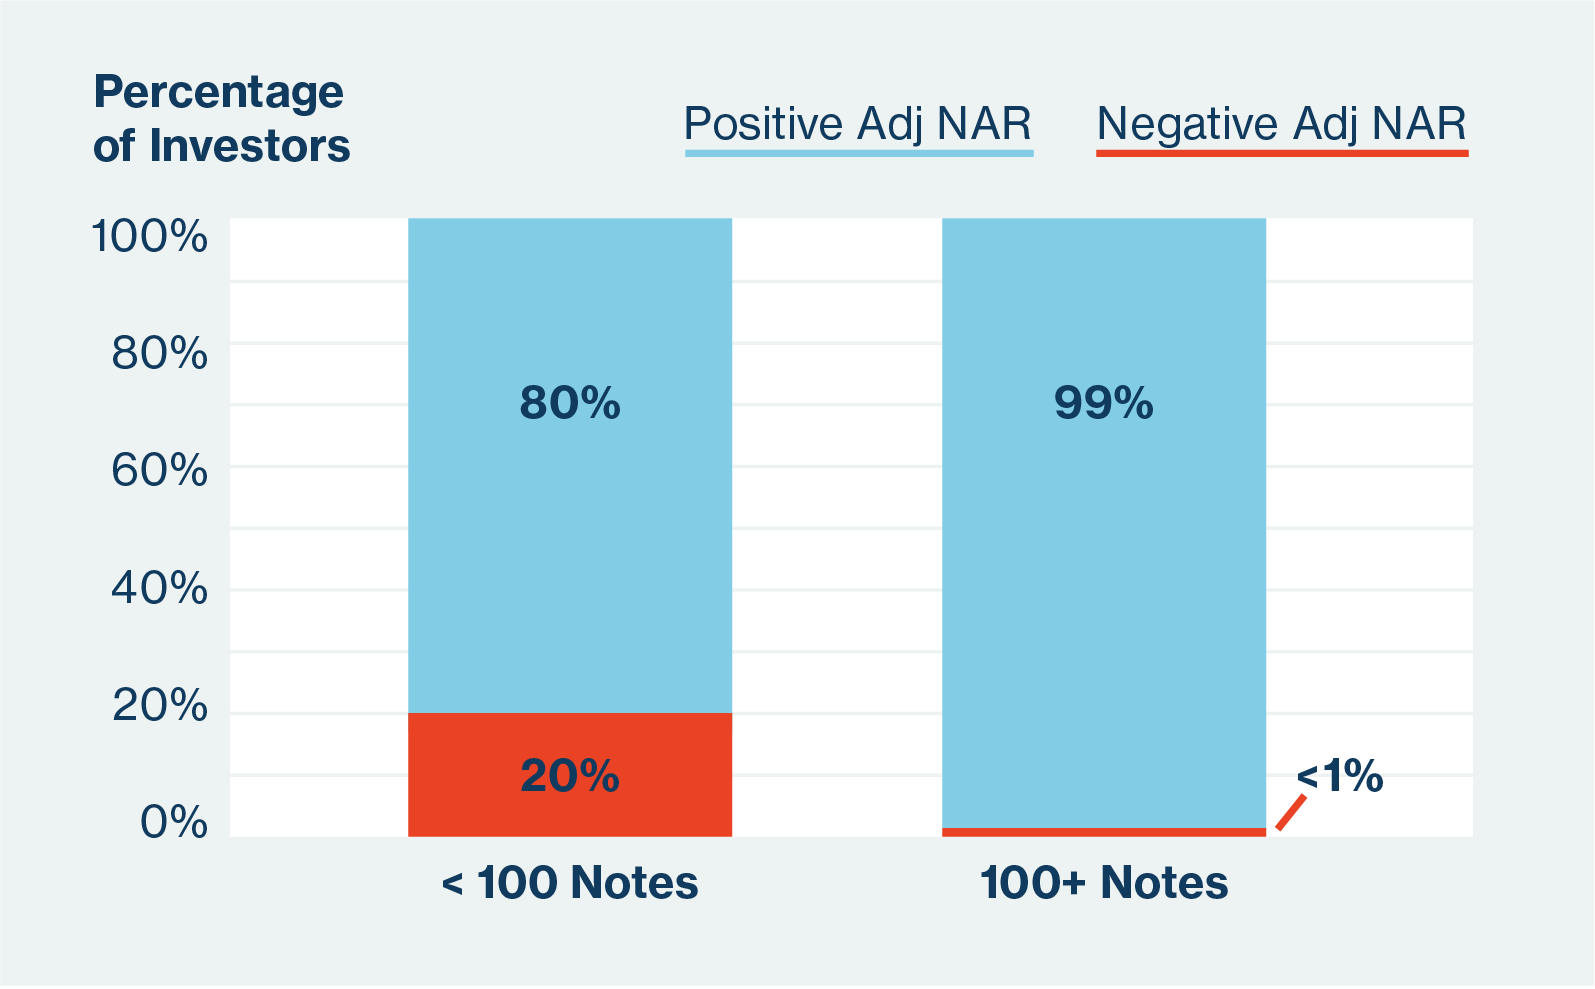 Percentage
of Investors
Positive Adj NAR
Negative Adj NAR
100%
80%
60%
40%
20%
0%
80%
99%
20%
<1%
< 100 Notes
100+ Notes